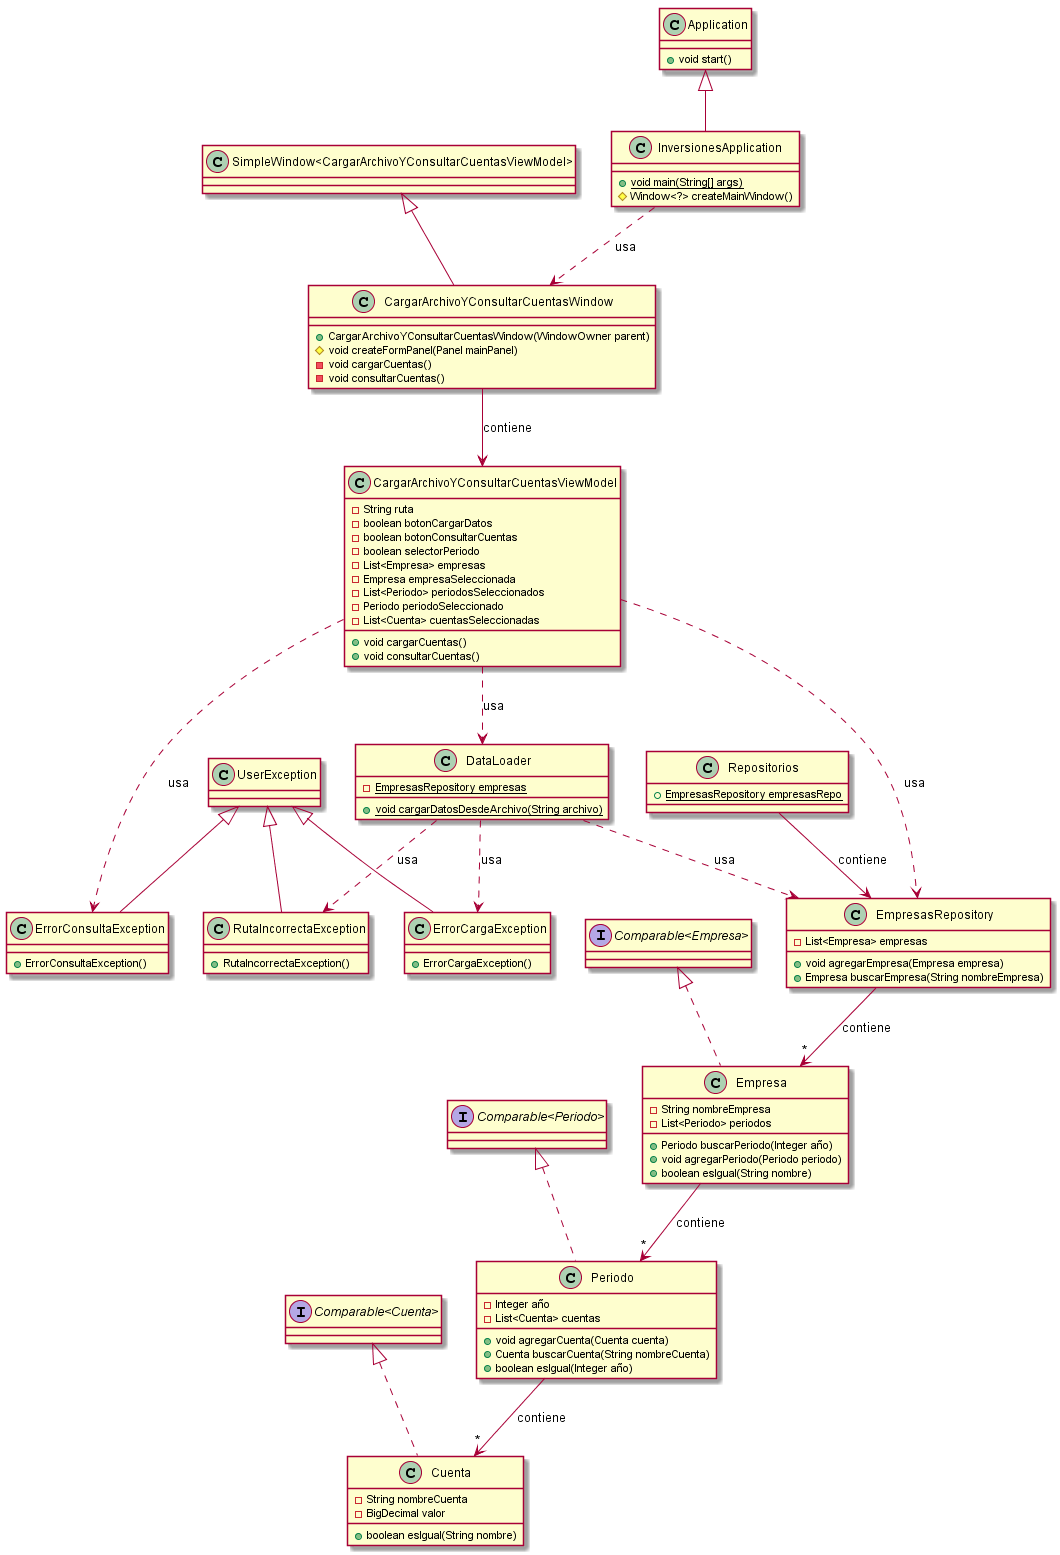 C Application
void start()
C InversionesApplication
void main(String[] args)
Window<?> createMainWindow()
C SimpleWindow<CargarArchivoYConsultarCuentasViewModel>
usa
C CargarArchivoYConsultarCuentasWindow
CargarArchivoYConsultarCuentasWindow(WindowOwner parent)
void createFormPanel(Panel mainPanel)
void cargarCuentas()
void consultarCuentas()
contiene
C CargarArchivoYConsultarCuentasViewModel
String ruta
boolean botonCargarDatos
boolean botonConsultarCuentas
boolean selectorPeriodo
List<Empresa> empresas
Empresa empresaSeleccionada
List<Periodo> periodosSeleccionados
Periodo periodoSeleccionado
List<Cuenta> cuentasSeleccionadas
void cargarCuentas()
void consultarCuentas()
usa
usa
usa
C UserException
C DataLoader
EmpresasRepository empresas
void cargarDatosDesdeArchivo(String archivo)
C Repositorios
EmpresasRepository empresasRepo
usa
usa
usa
contiene
C ErrorConsultaException
ErrorConsultaException()
C RutaIncorrectaException
RutaIncorrectaException()
C ErrorCargaException
ErrorCargaException()
C EmpresasRepository
List<Empresa> empresas
void agregarEmpresa(Empresa empresa)
Empresa buscarEmpresa(String nombreEmpresa)
I Comparable<Empresa>
contiene
*
C Empresa
String nombreEmpresa
List<Periodo> periodos
Periodo buscarPeriodo(Integer año)
void agregarPeriodo(Periodo periodo)
boolean esIgual(String nombre)
I Comparable<Periodo>
contiene
*
C Periodo
Integer año
List<Cuenta> cuentas
void agregarCuenta(Cuenta cuenta)
Cuenta buscarCuenta(String nombreCuenta)
boolean esIgual(Integer año)
I Comparable<Cuenta>
contiene
*
C Cuenta
String nombreCuenta
BigDecimal valor
boolean esIgual(String nombre)